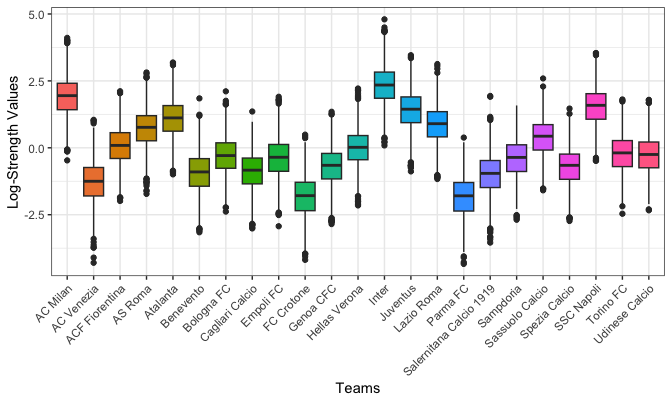 Log-Strength Values
5.0
2.5
0.0
-2.5
AC Milan
AC Venezia
ACF Fiorentina
AS Roma
Atalanta
Benevento
Bologna FC
Cagliari Calcio
Empoli FC
FC Crotone
Genoa CFC
Hellas Verona
Inter
Juventus
Lazio Roma
Parma FC
Salernitana Calcio 1919
Sampdoria
Sassuolo Calcio
Spezia Calcio
SSC Napoli
Torino FC
Udinese Calcio
Teams